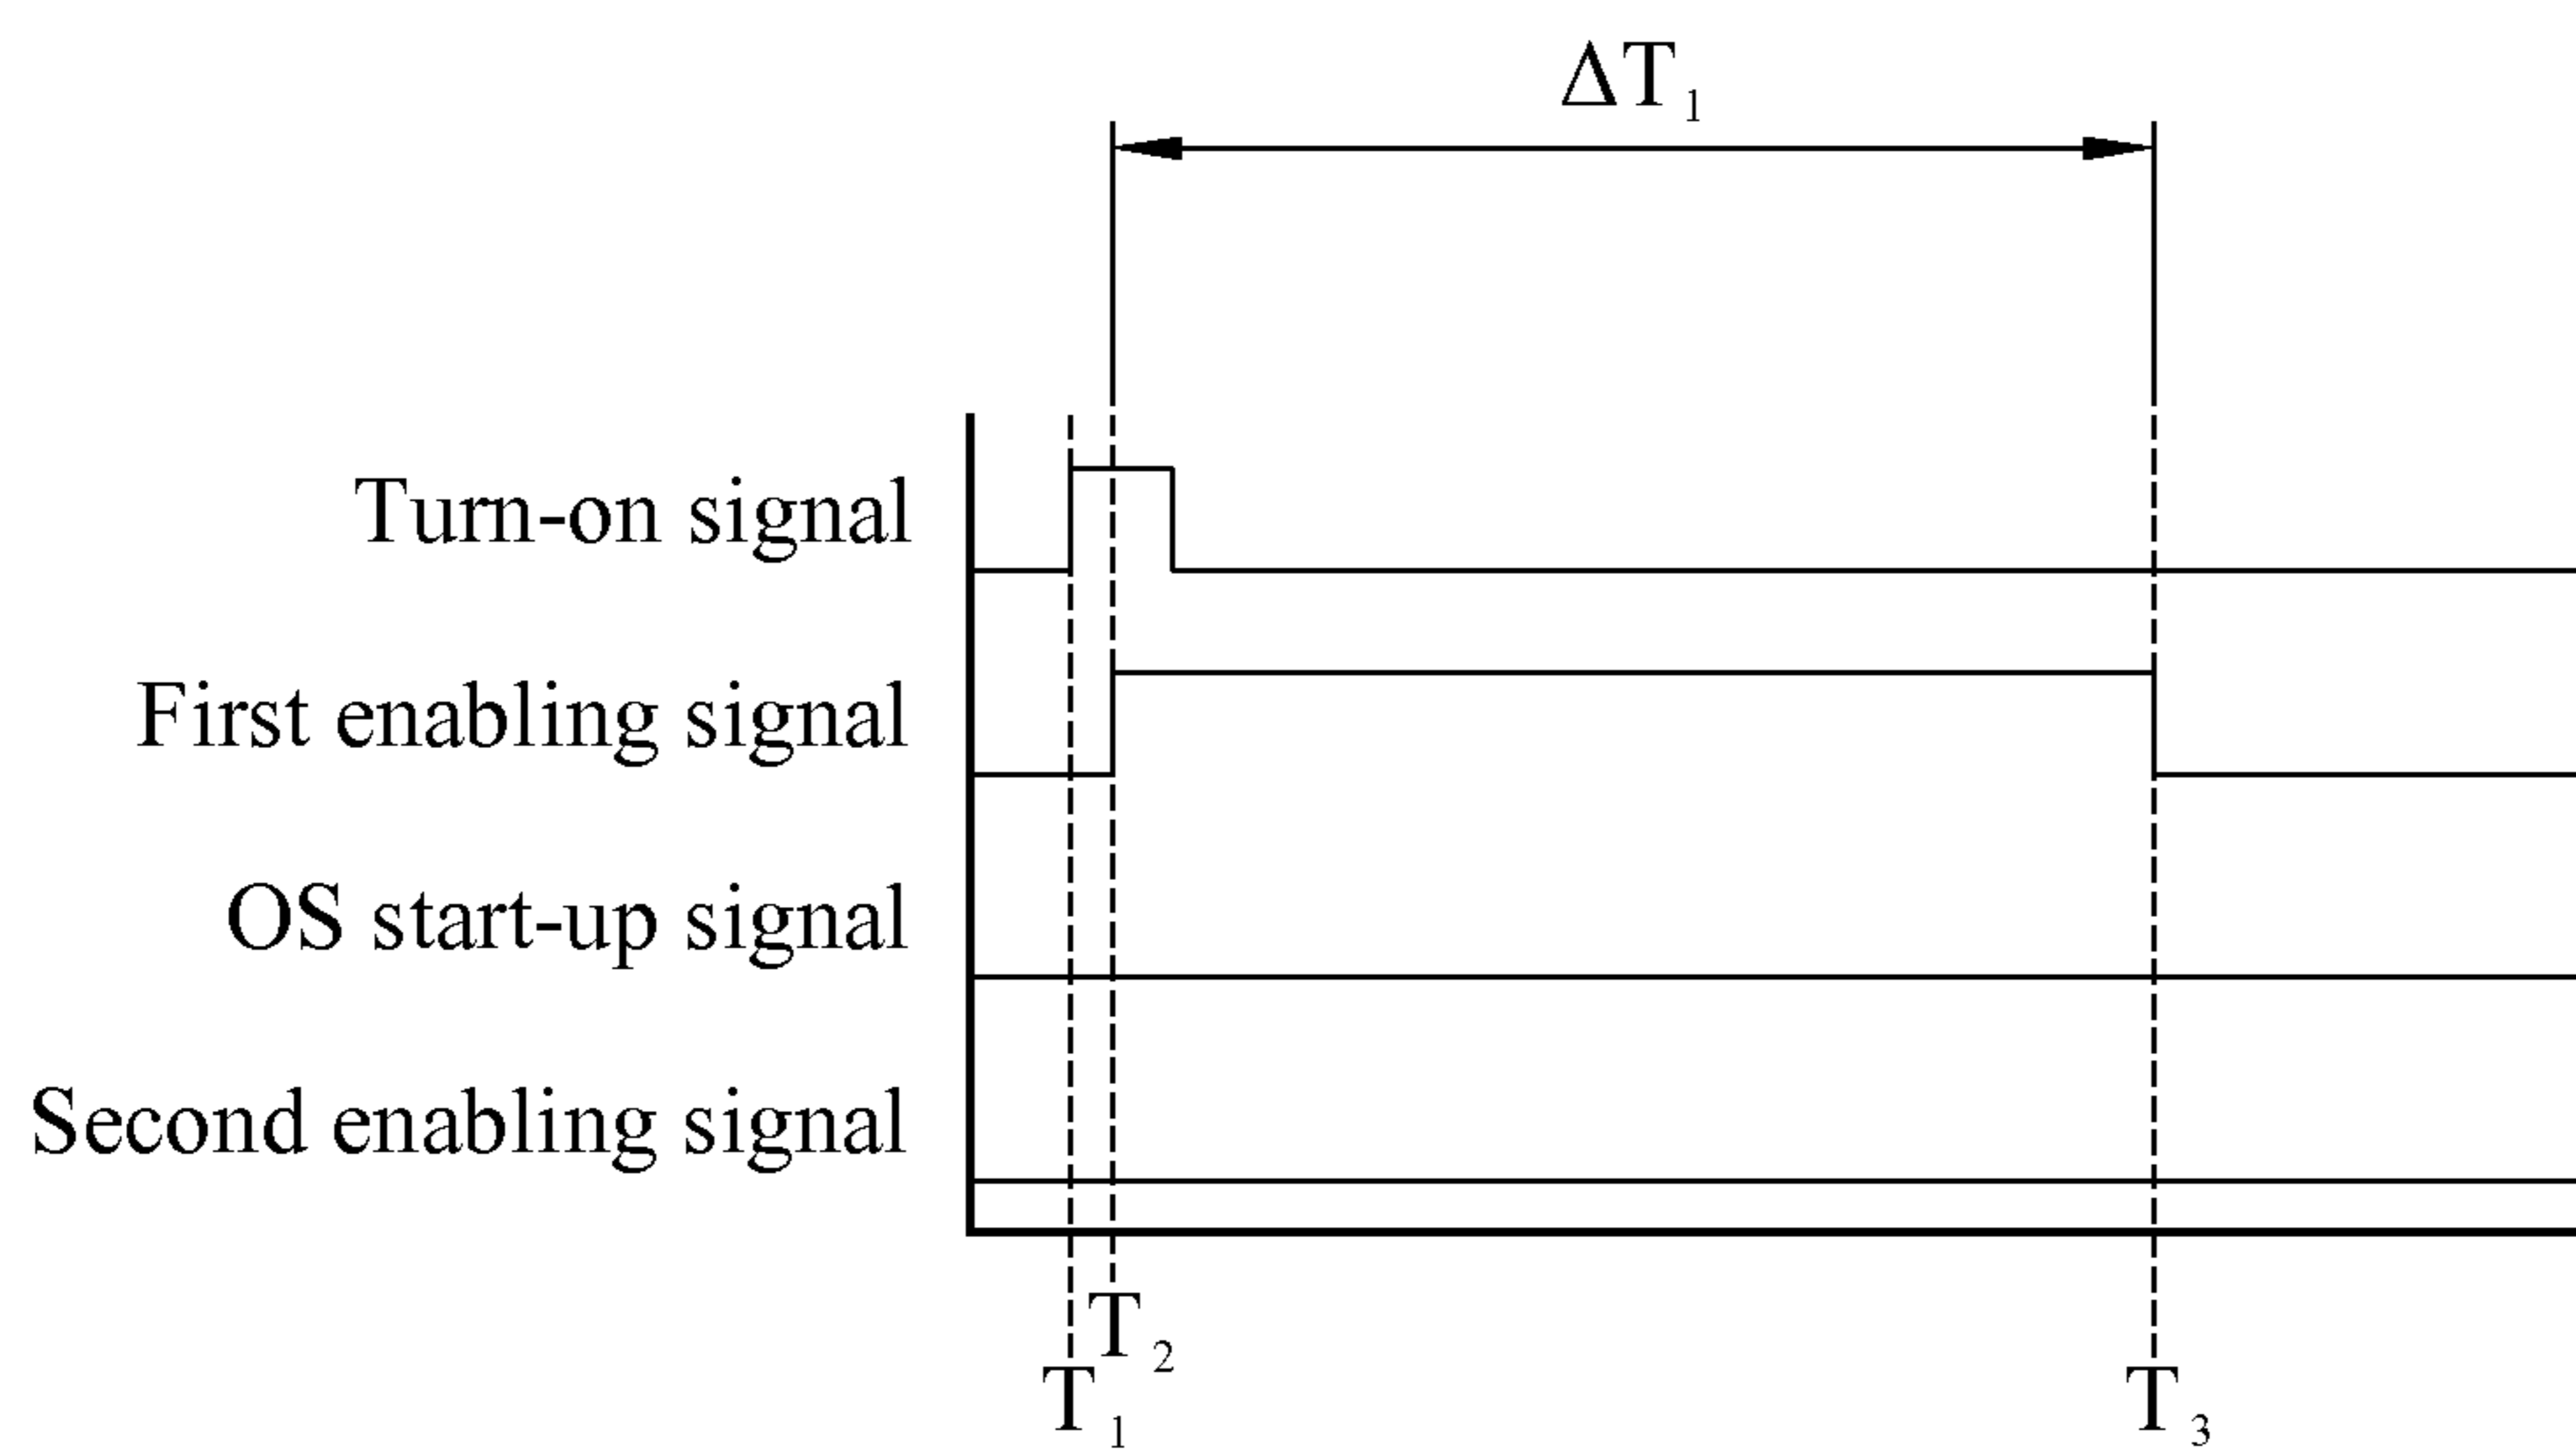 ΔT₁
Turn-on signal
First enabling signal
OS start-up signal
Second enabling signal
T₂
T₁
T₃